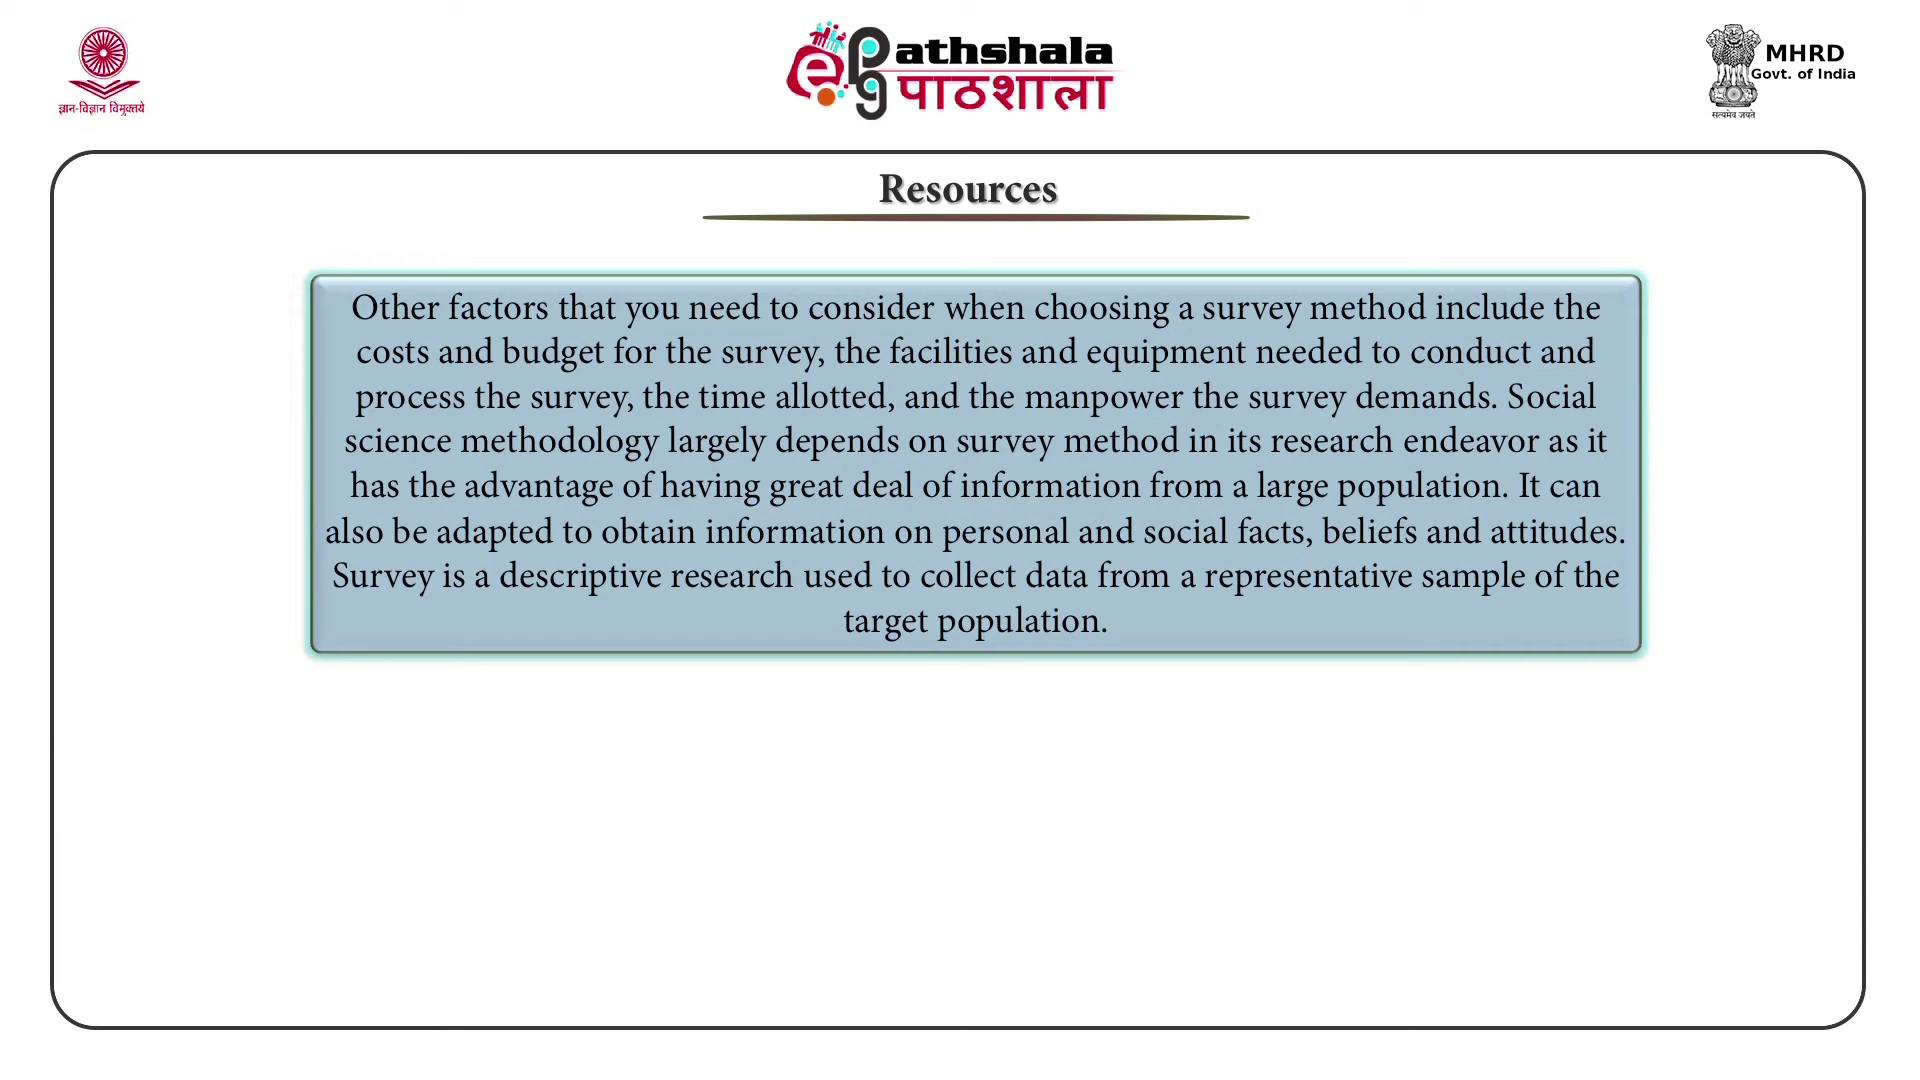 ज्ञान-विज्ञान विमुक्तये
e pg athshala
पाठशाला
MHRD
Govt. of India
सत्यमेव जयते
Resources
Other factors that you need to consider when choosing a survey method include the
costs and budget for the survey, the facilities and equipment needed to conduct and
process the survey, the time allotted, and the manpower the survey demands. Social
science methodology largely depends on survey method in its research endeavor as it
has the advantage of having great deal of information from a large population. It can
also be adapted to obtain information on personal and social facts, beliefs and attitudes.
Survey is a descriptive research used to collect data from a representative sample of the
target population.